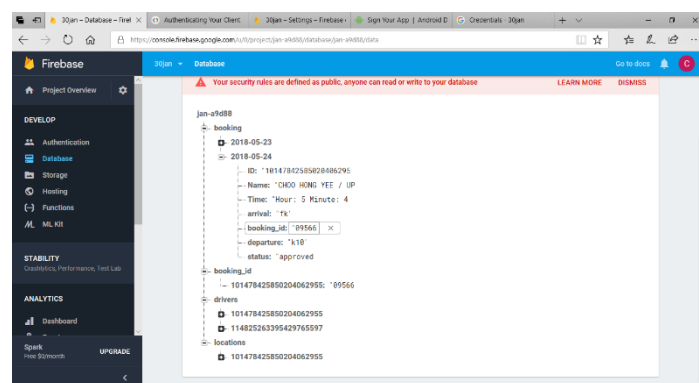 30jan – Database – Firel
Authenticating Your Client
30jan – Settings – Firebase
Sign Your App | Android D
Credentials - 30jan
https://console.firebase.google.com/u/0/project/jan-a9d88/database/jan-a9d88/data
Firebase
30jan
Database
Go to docs
C
Project Overview
Your security rules are defined as public, anyone can read or write to your database
LEARN MORE
DISMISS
DEVELOP
Authentication
Database
Storage
Hosting
Functions
ML Kit
STABILITY
Crashlytics, Performance, Test Lab
ANALYTICS
Dashboard
Spark
Free $0/month
UPGRADE
jan-a9d88
booking
2018-05-23
2018-05-24
ID: "10147842585020406295
Name: "CHOO HONG YEE / UP
Time: "Hour: 5 Minute: 4
arrival: "fk"
booking_id: "09566
departure: "k10"
status: "approved
booking_id
101478425850204062955: "09566
drivers
101478425850204062955
114825263395429765597
locations
101478425850204062955